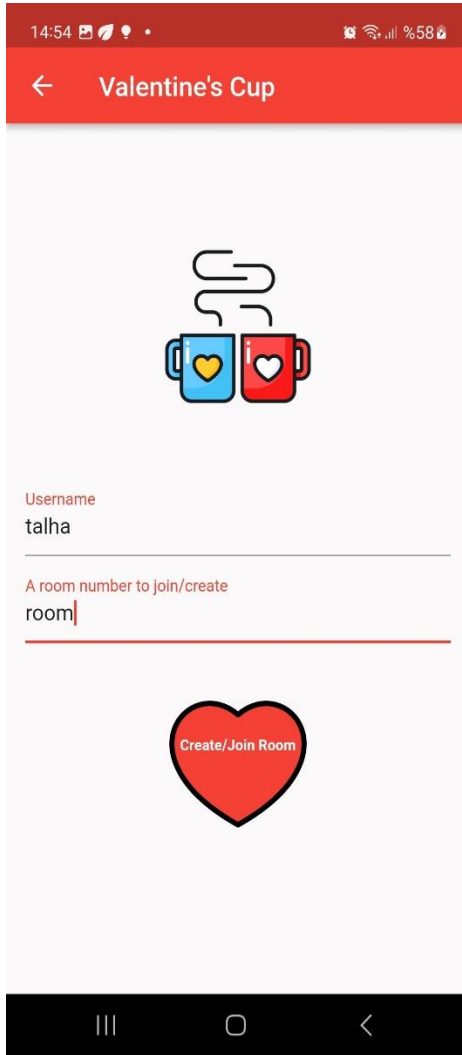 14:54 %58
Valentine's Cup
Username
talha
A room number to join/create
room
Create/Join Room